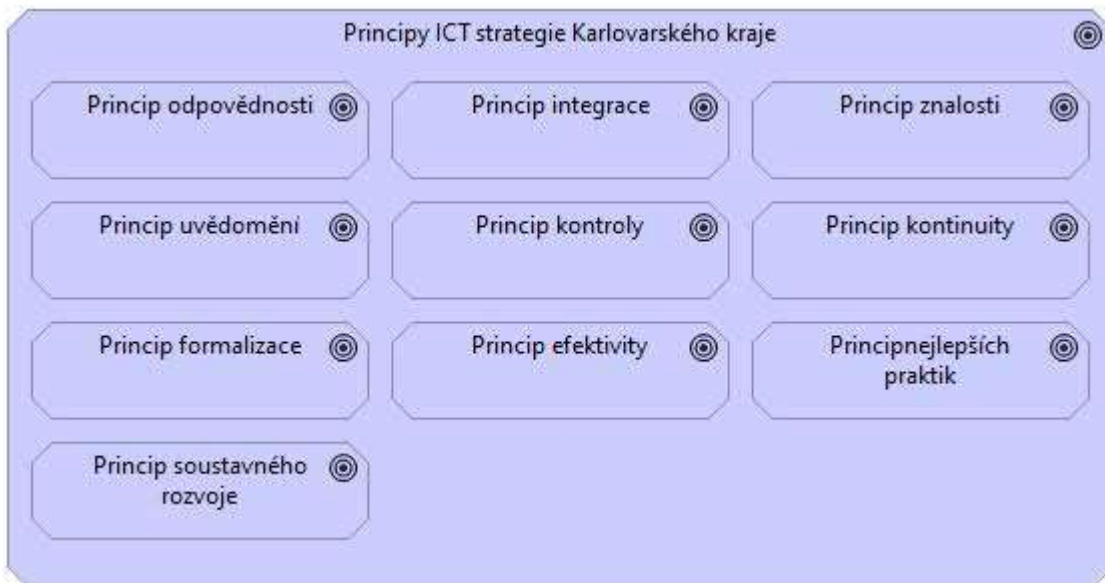 Principy ICT strategie Karlovarského kraje
Princip odpovědnosti
Princip integrace
Princip znalosti
Princip uvědomění
Princip kontroly
Princip kontinuity
Princip formalizace
Princip efektivity
Principnejlepších
praktik
Princip soustavného
rozvoje